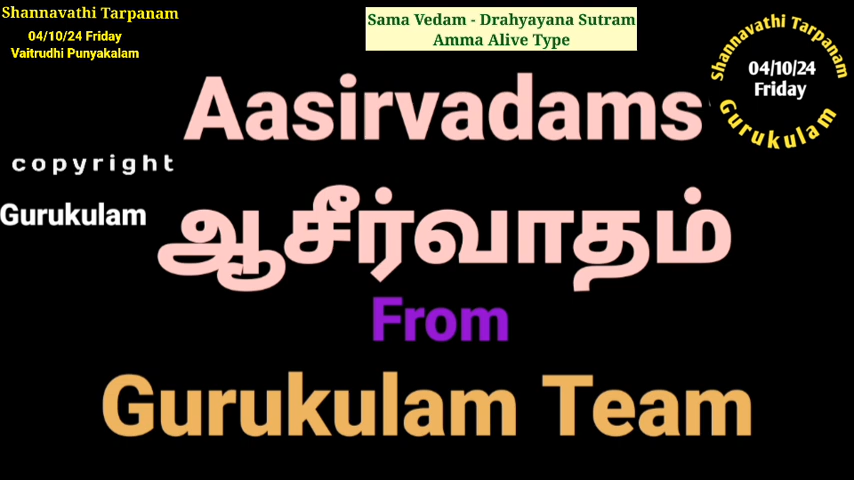 Shannavathi Tarpanam
04/10/24 Friday
Vaitrudhi Punyakalam
Sama Vedam - Drahyayana Sutram
Amma Alive Type
Shannavathi Tarpanam
04/10/24
Friday
Gurukulam
Aasirvadams
copyright
Gurukulam
ஆசீர்வாதம்
From
Gurukulam Team